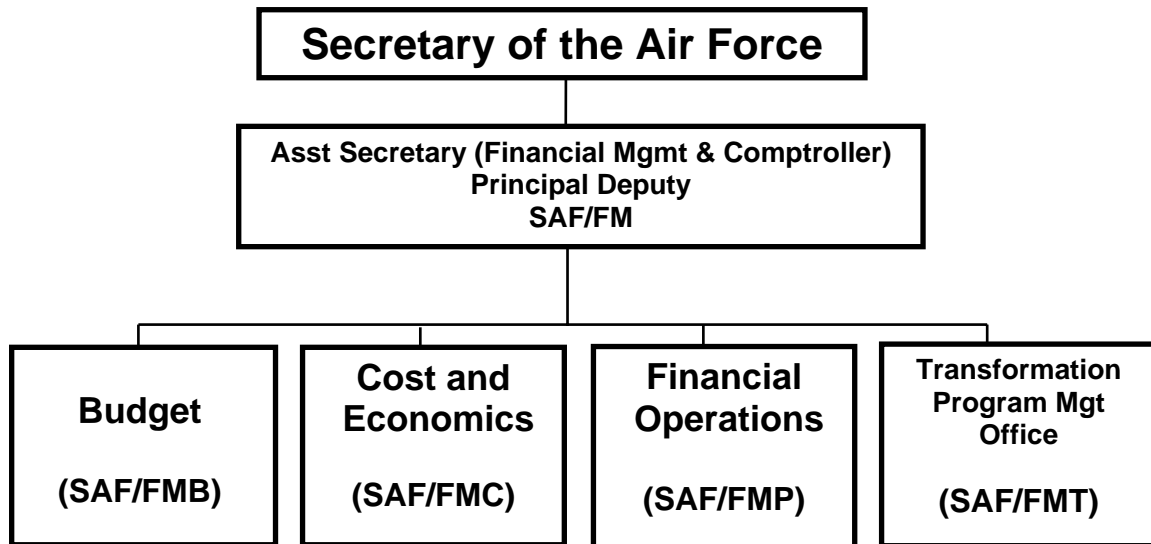 Secretary of the Air Force
Asst Secretary (Financial Mgmt & Comptroller)
Principal Deputy
SAF/FM
Budget
(SAF/FMB)
Cost and
Economics
(SAF/FMC)
Financial
Operations
(SAF/FMP)
Transformation
Program Mgt
Office
(SAF/FMT)